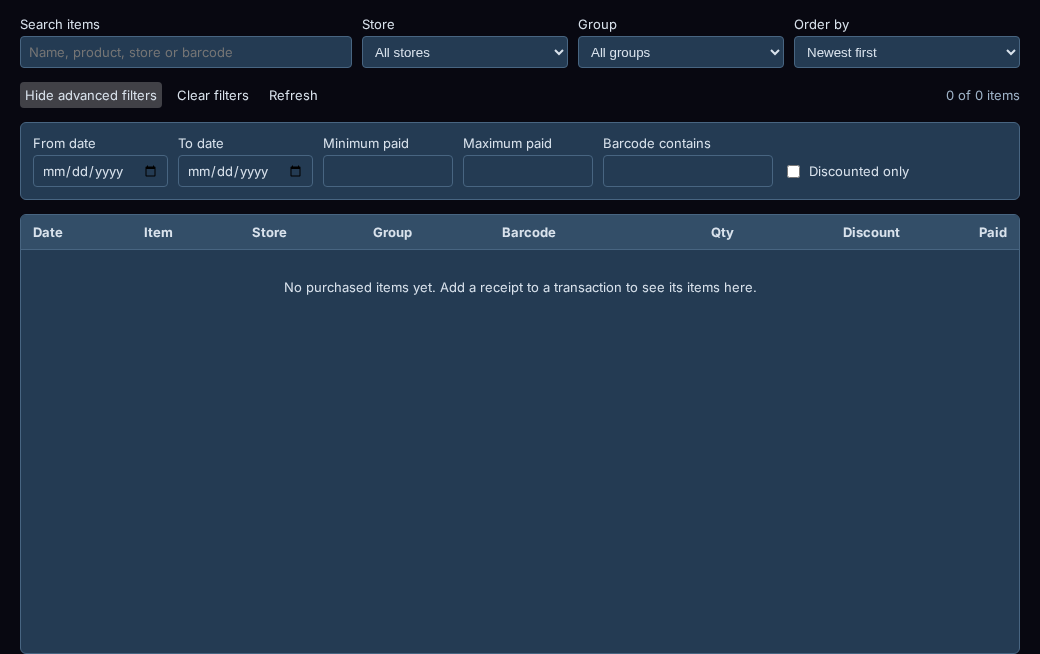 Search items Store Group Order by
Name, product, store or barcode All stores All groups Newest first
Hide advanced filters Clear filters Refresh 0 of 0 items
From date To date Minimum paid Maximum paid Barcode contains
mm/dd/yyyy mm/dd/yyyy Discounted only
Date Item Store Group Barcode Qty Discount Paid
No purchased items yet. Add a receipt to a transaction to see its items here.